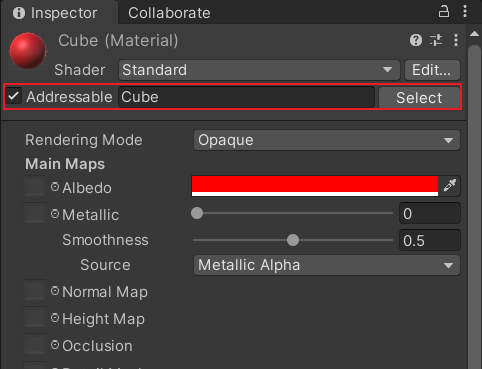 Inspector Collaborate
Cube (Material)
Shader Standard Edit...
Addressable Cube Select
Rendering Mode Opaque
Main Maps
Albedo
Metallic 0
Smoothness 0.5
Source Metallic Alpha
Normal Map
Height Map
Occlusion